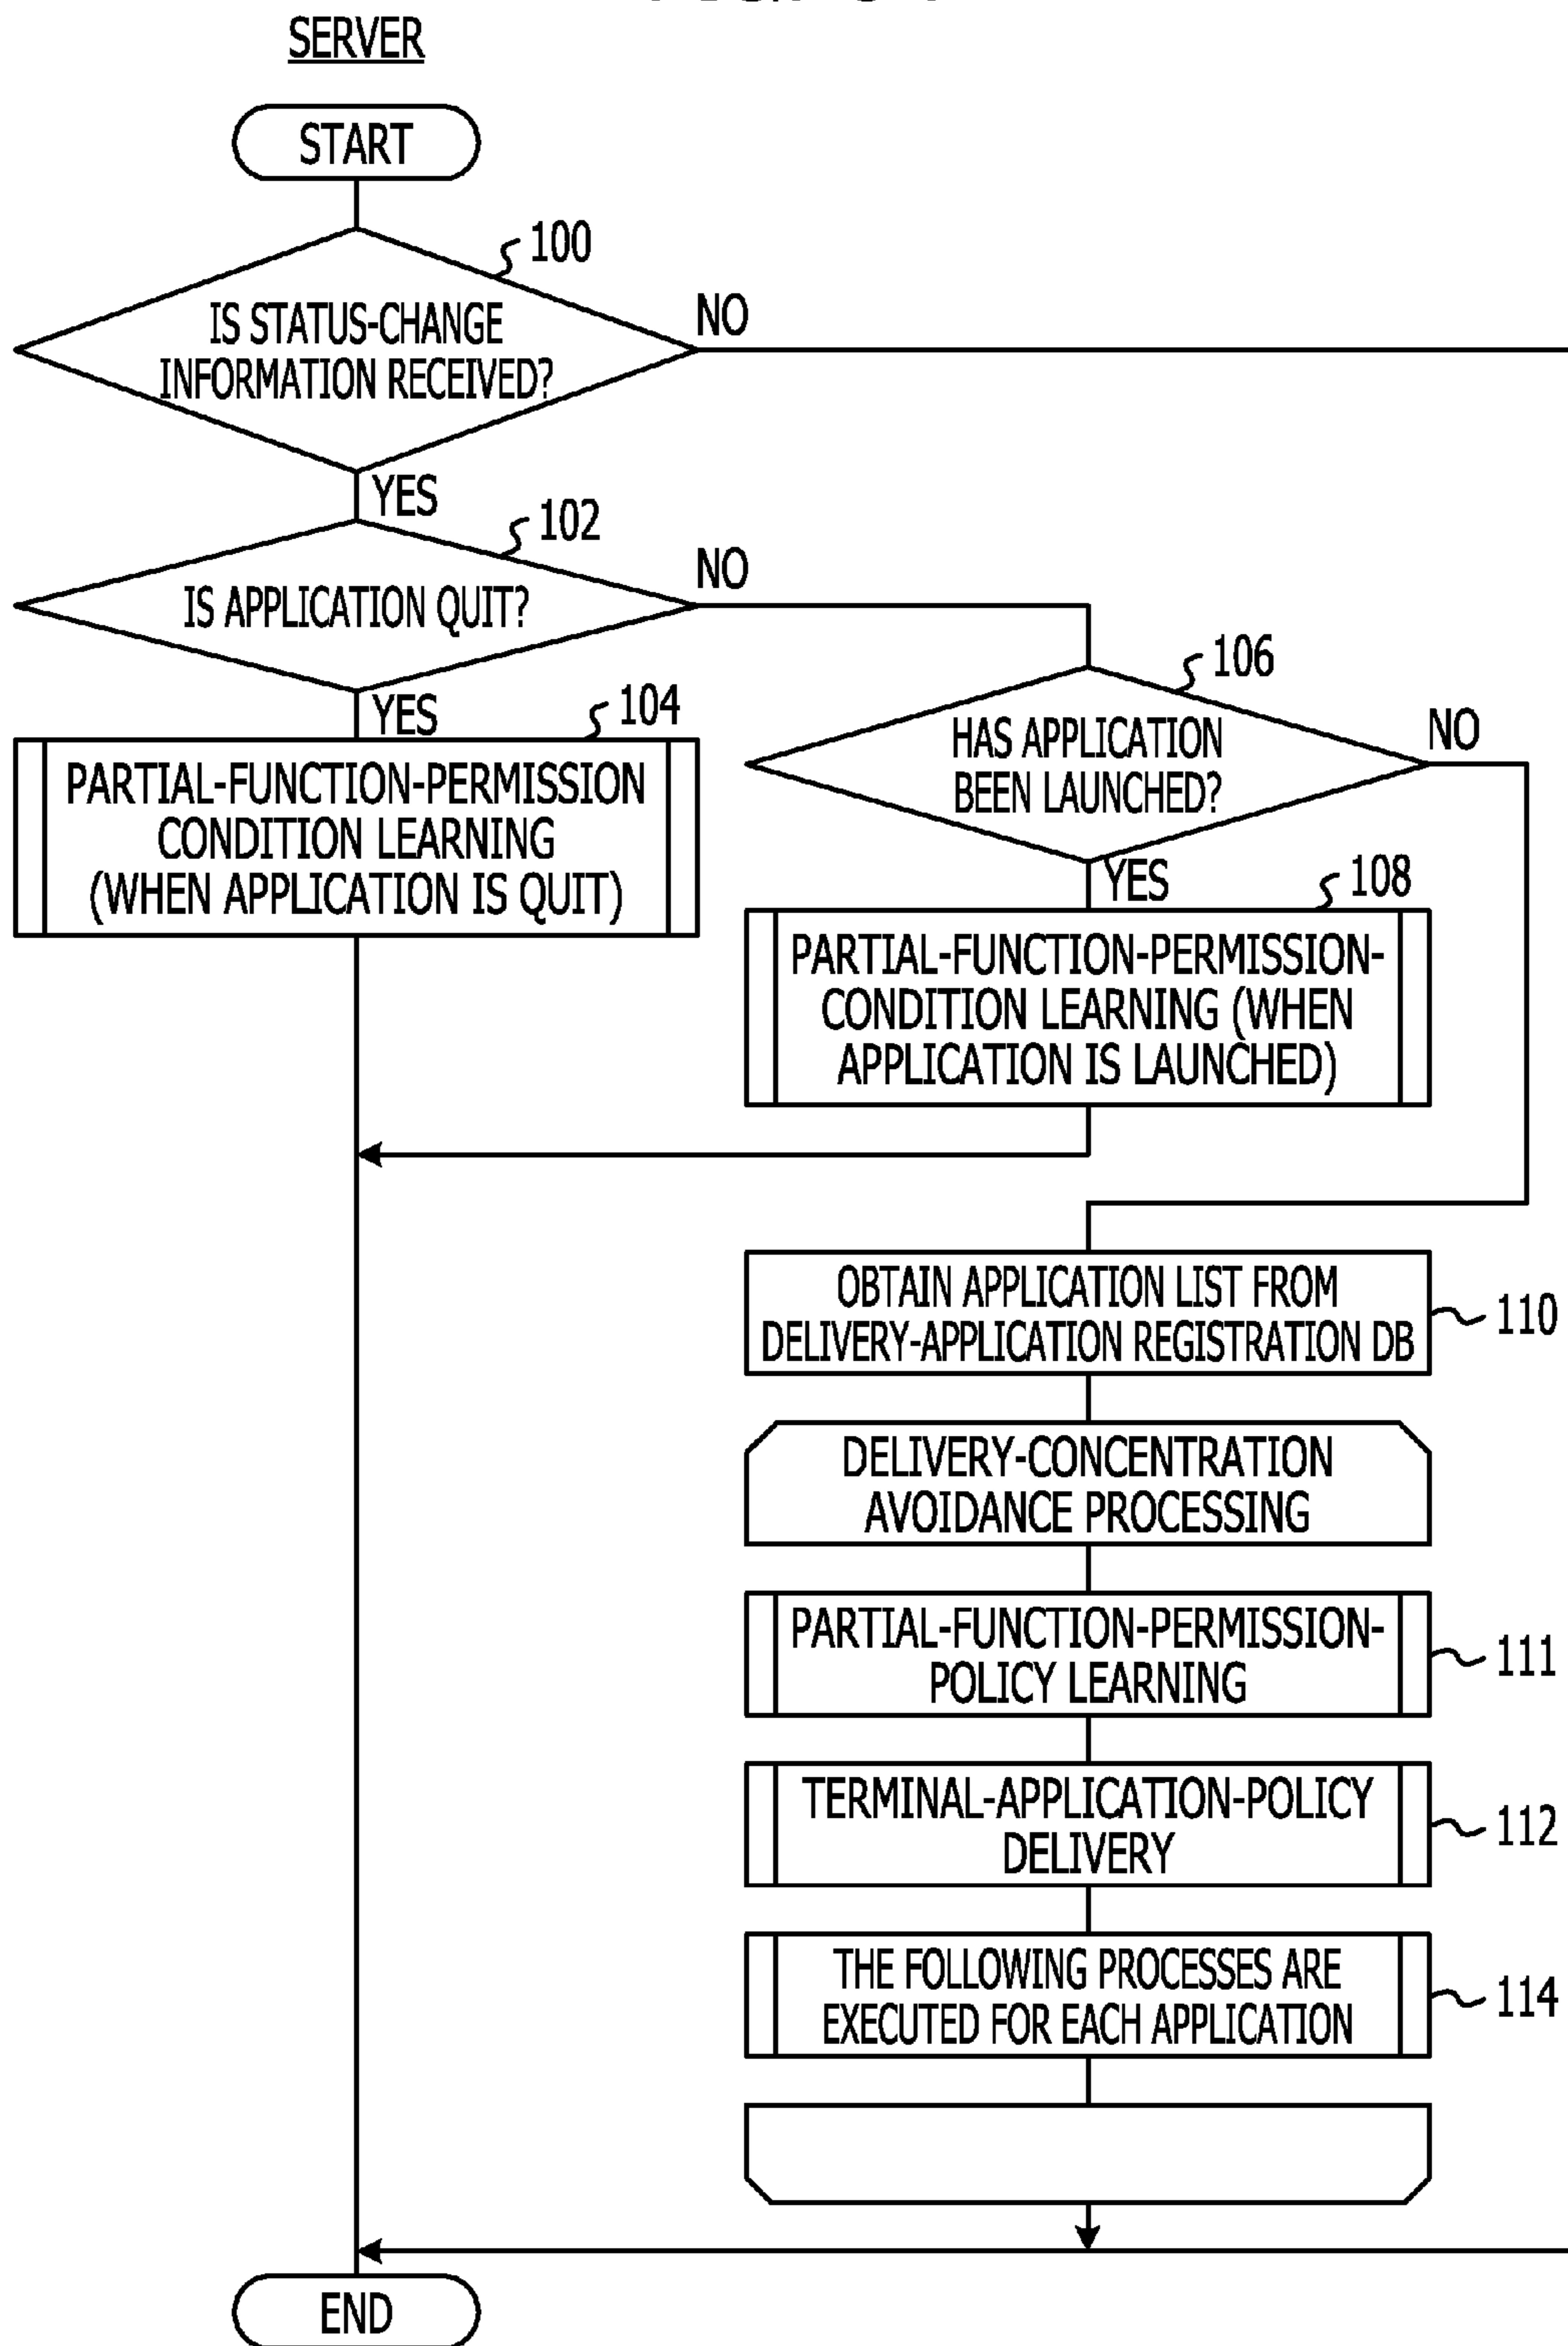 SERVER
START
100
IS STATUS-CHANGE
INFORMATION RECEIVED?
NO
YES
102
IS APPLICATION QUIT?
NO
YES
104
PARTIAL-FUNCTION-PERMISSION
CONDITION LEARNING
(WHEN APPLICATION IS QUIT)
106
HAS APPLICATION
BEEN LAUNCHED?
NO
YES
108
PARTIAL-FUNCTION-PERMISSION-
CONDITION LEARNING (WHEN
APPLICATION IS LAUNCHED)
OBTAIN APPLICATION LIST FROM
DELIVERY-APPLICATION REGISTRATION DB
110
DELIVERY-CONCENTRATION
AVOIDANCE PROCESSING
PARTIAL-FUNCTION-PERMISSION-
POLICY LEARNING
111
TERMINAL-APPLICATION-POLICY
DELIVERY
112
THE FOLLOWING PROCESSES ARE
EXECUTED FOR EACH APPLICATION
114
END